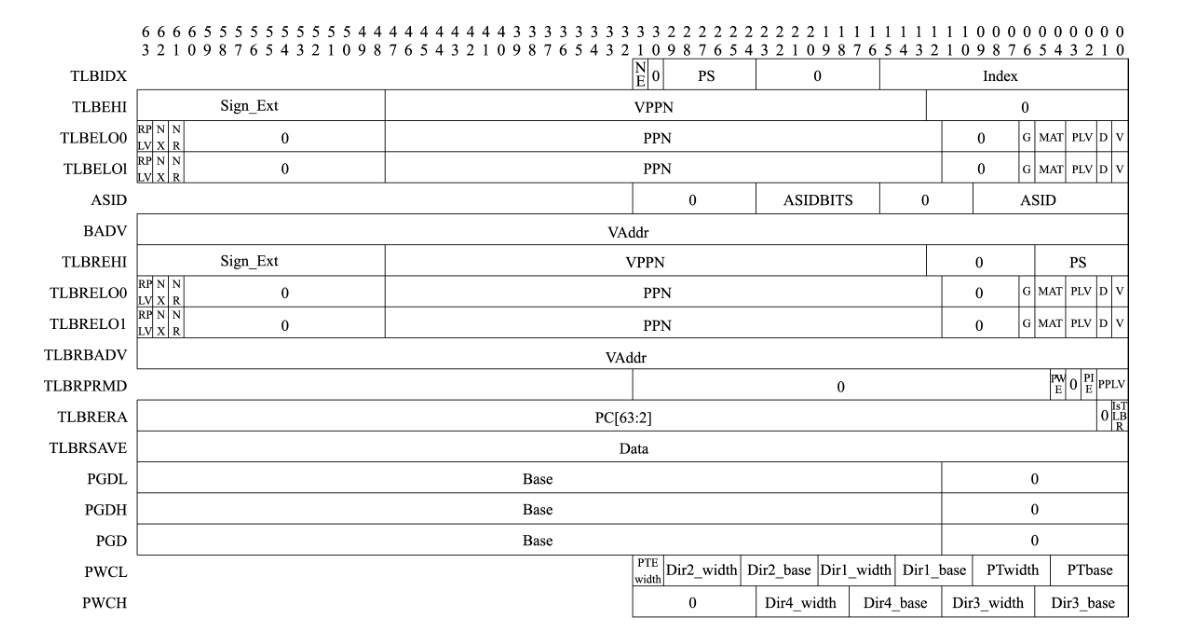 6 6 6 6 5 5 5 5 5 5 5 5 5 5 4 4 4 4 4 4 4 4 4 4 3 3 3 3 3 3 3 3 3 3 2 2 2 2 2 2 2 2 2 2 1 1 1 1 1 1 1 1 1 1 0 0 0 0 0 0 0 0 0 0
3 2 1 0 9 8 7 6 5 4 3 2 1 0 9 8 7 6 5 4 3 2 1 0 9 8 7 6 5 4 3 2 1 0 9 8 7 6 5 4 3 2 1 0 9 8 7 6 5 4 3 2 1 0 9 8 7 6 5 4 3 2 1 0
TLBIDX NE 0 PS 0 Index
TLBEHI Sign_Ext VPPN 0
TLBELO0 RPLV NX NR 0 PPN 0 G MAT PLV D V
TLBELO1 RPLV NX NR 0 PPN 0 G MAT PLV D V
ASID 0 ASIDBITS 0 ASID
BADV VAddr
TLBREHI Sign_Ext VPPN 0 PS
TLBRELO0 RPLV NX NR 0 PPN 0 G MAT PLV D V
TLBRELO1 RPLV NX NR 0 PPN 0 G MAT PLV D V
TLBRBADV VAddr
TLBRPRMD 0 PWE 0 PIE PPLV
TLBRERA PC[63:2] 0 IsTLBR
TLBRSAVE Data
PGDL Base 0
PGDH Base 0
PGD Base 0
PWCL PTE width Dir2_width Dir2_base Dir1_width Dir1_base PTwidth PTbase
PWCH 0 Dir4_width Dir4_base Dir3_width Dir3_base